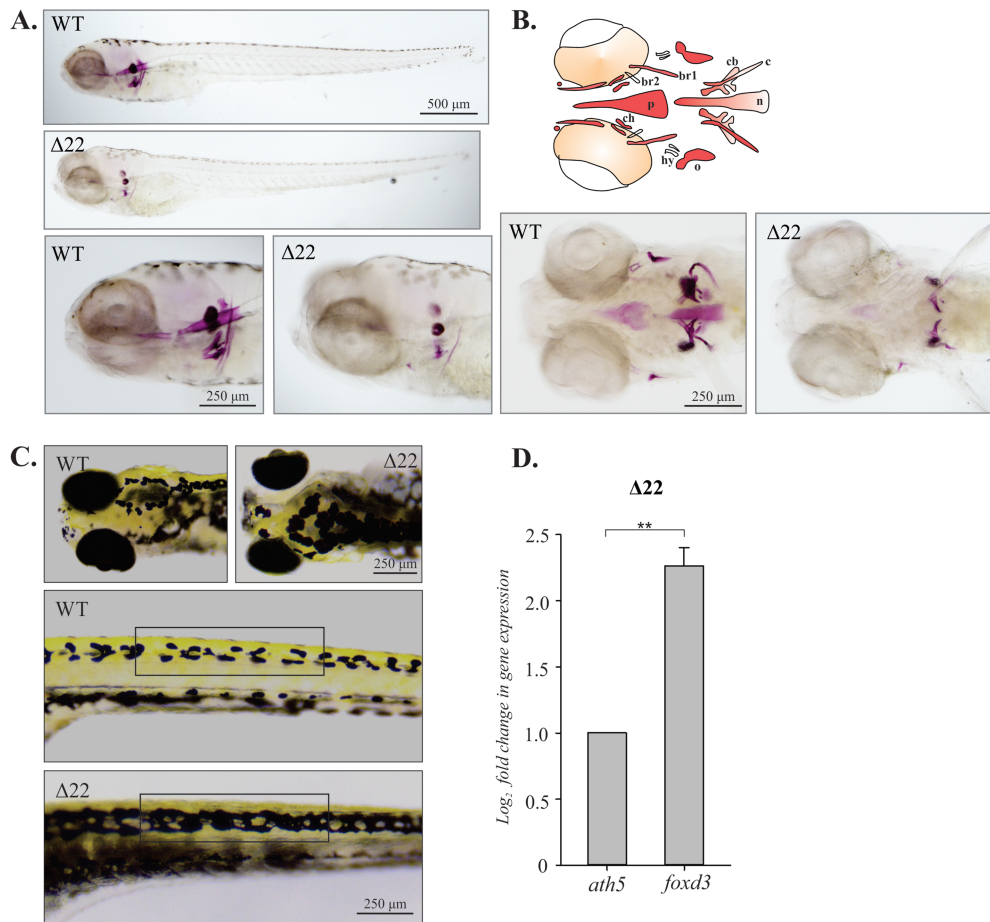 A.
WT
500 μm
Δ22
WT
250 μm
Δ22
B.
cb
c
br1
br2
p
n
ch
hy
o
WT
250 μm
Δ22
C.
WT
Δ22
250 μm
WT
Δ22
250 μm
D.
Δ22
**
Log2 fold change in gene expression
2.5
2.0
1.5
1.0
0
ath5
foxd3